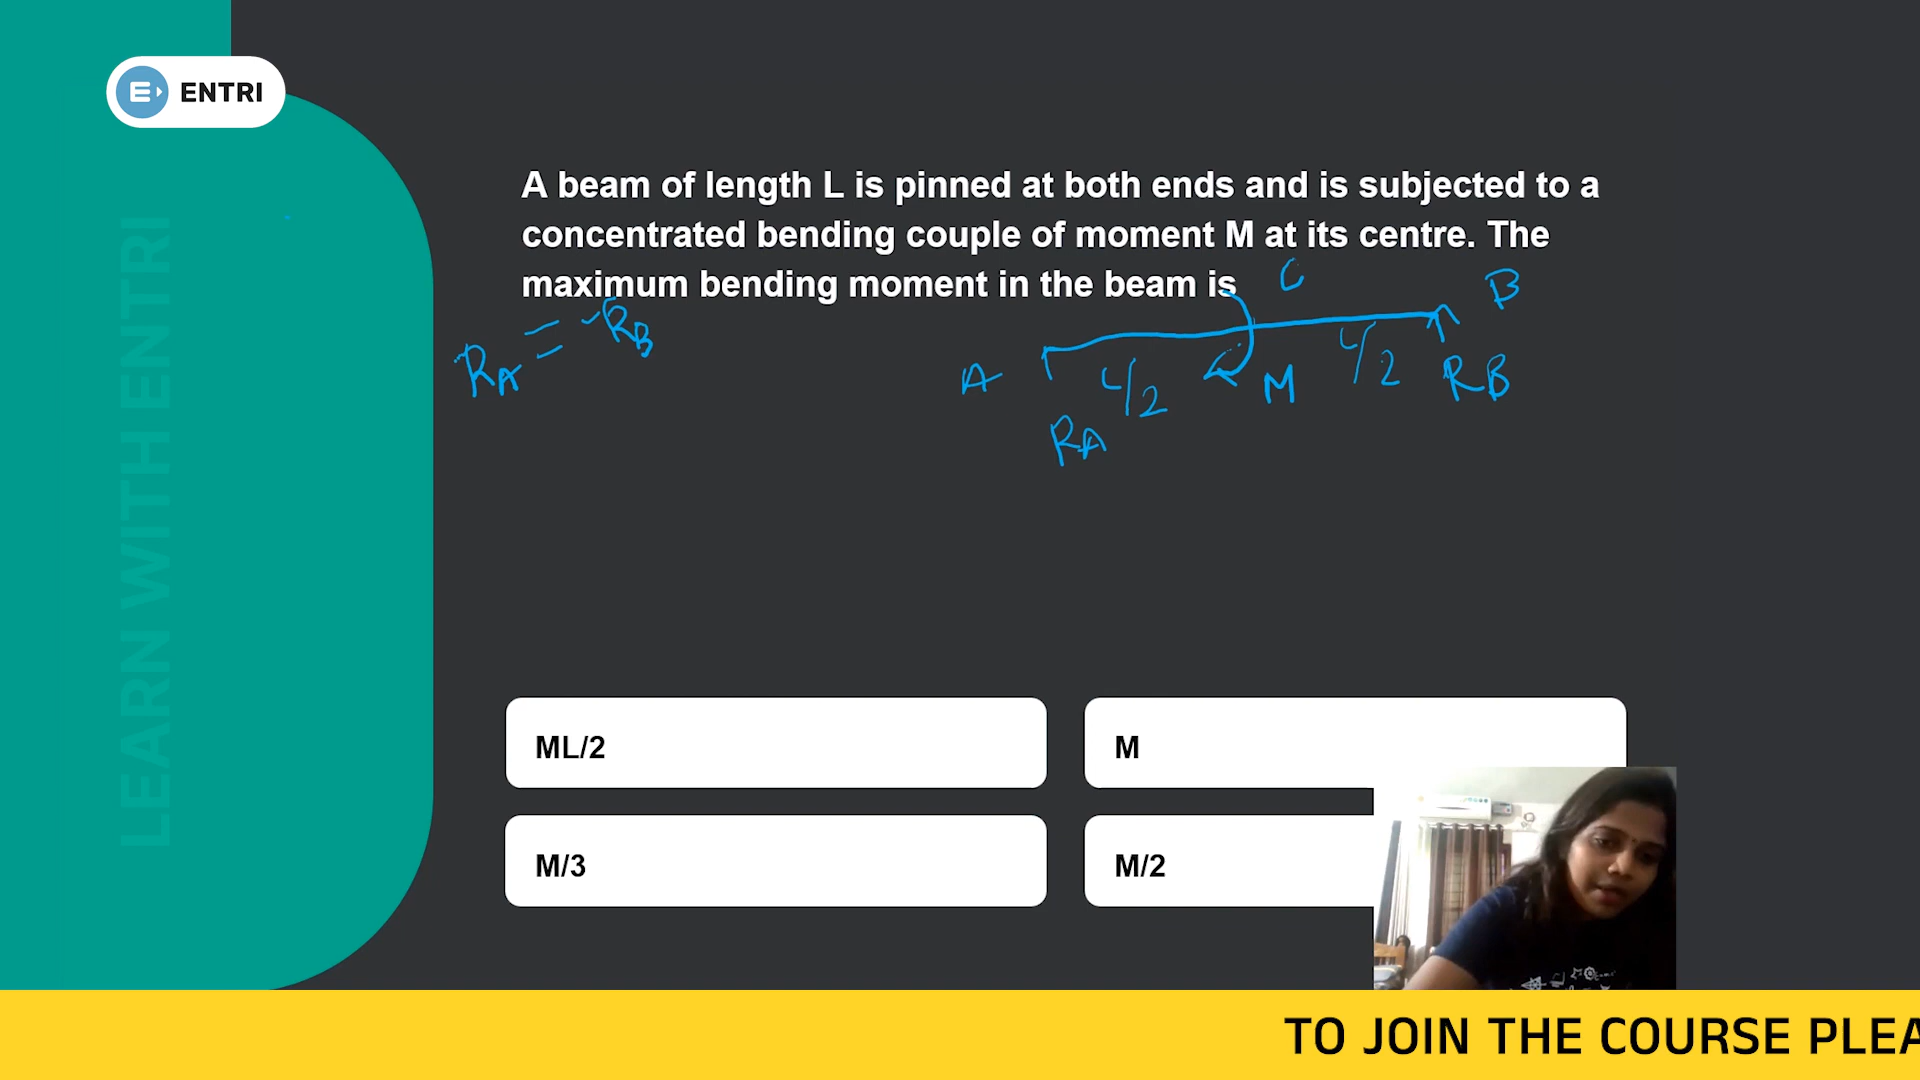 ENTRI
LEARN WITH ENTRI
A beam of length L is pinned at both ends and is subjected to a
concentrated bending couple of moment M at its centre. The
maximum bending moment in the beam is
C
B
RA = -RB
A
L/2
M
L/2
RB
RA
ML/2
M
M/3
M/2
TO JOIN THE COURSE PLEA